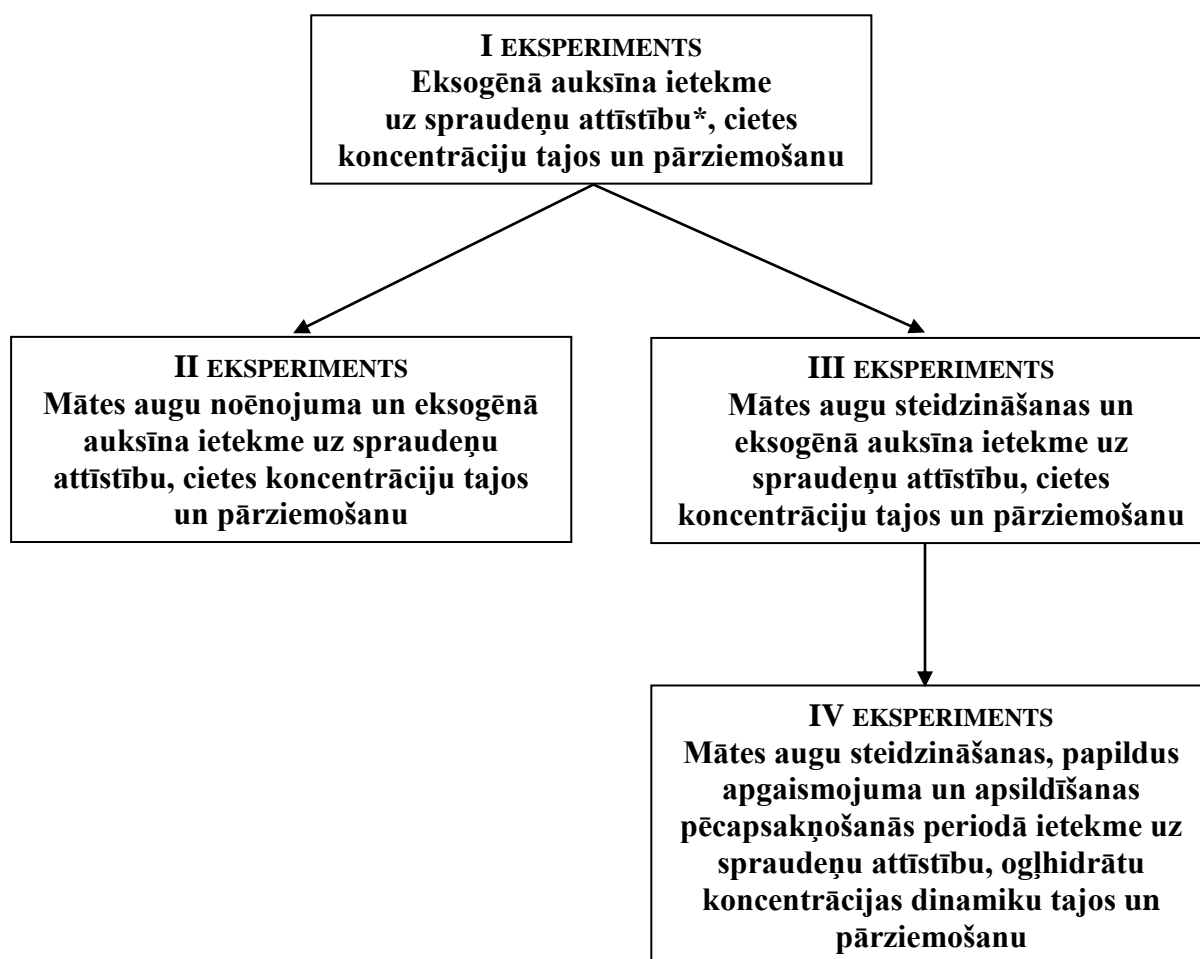 I EKSPERIMENTS
Eksogēnā auksīna ietekme
uz spraudeņu attīstību*, cietes
koncentrāciju tajos un pārziemošanu
II EKSPERIMENTS
Mātes augu noēnojuma un eksogēnā
auksīna ietekme uz spraudeņu
attīstību, cietes koncentrāciju tajos
un pārziemošanu
III EKSPERIMENTS
Mātes augu steidzināšanas un
eksogēnā auksīna ietekme uz
spraudeņu attīstību, cietes
koncentrāciju tajos un pārziemošanu
IV EKSPERIMENTS
Mātes augu steidzināšanas, papildus
apgaismojuma un apsildīšanas
pēcapsakņošanās periodā ietekme uz
spraudeņu attīstību, ogļhidrātu
koncentrācijas dinamiku tajos un
pārziemošanu